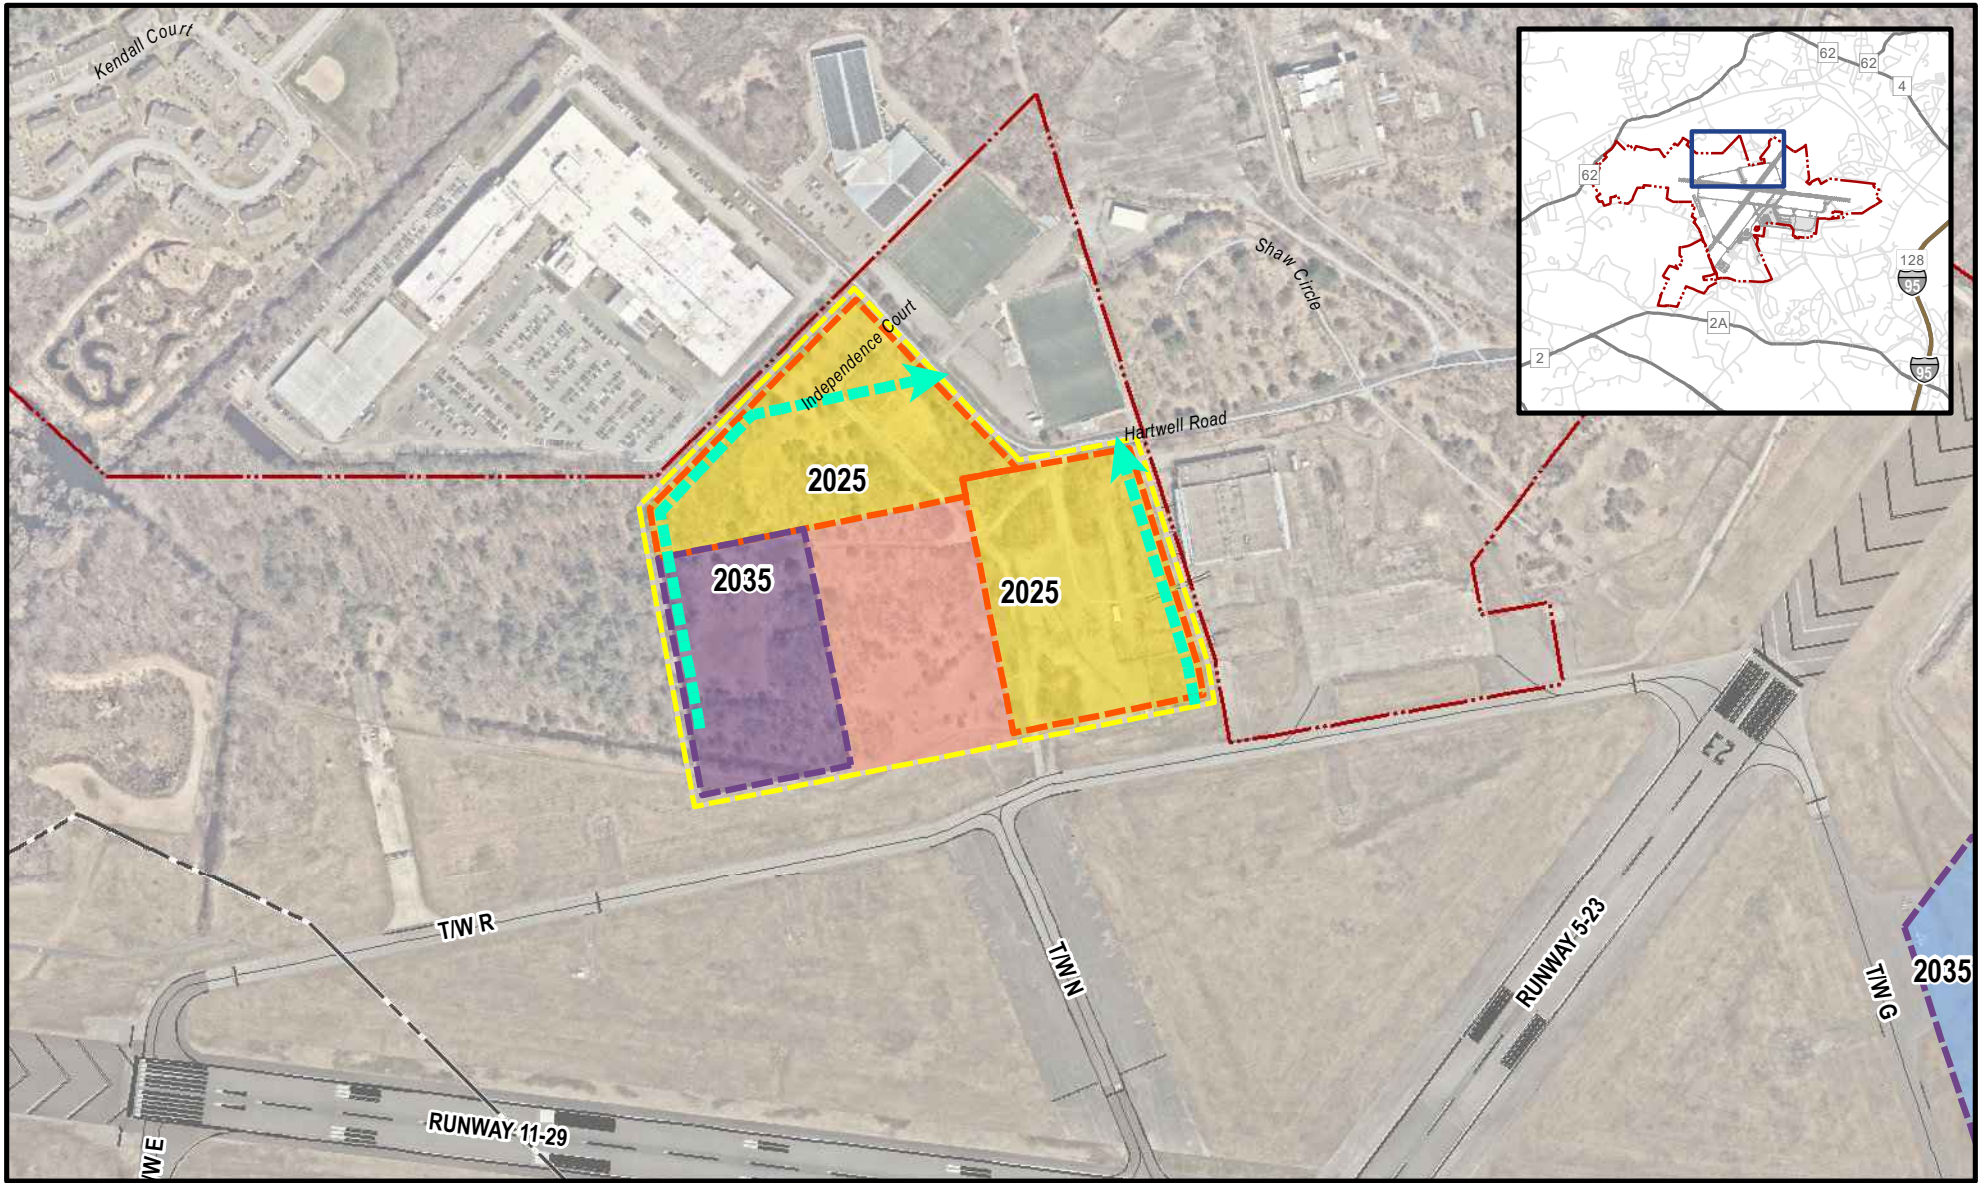 Kendall Court
62
62
4
62
128
95
2A
2
95
Shaw Circle
Independence Court
Hartwell Road
2025
2035
2025
23
T/W R
T/W N
RUNWAY 5-23
T/W G
2035
RUNWAY 11-29
/W E